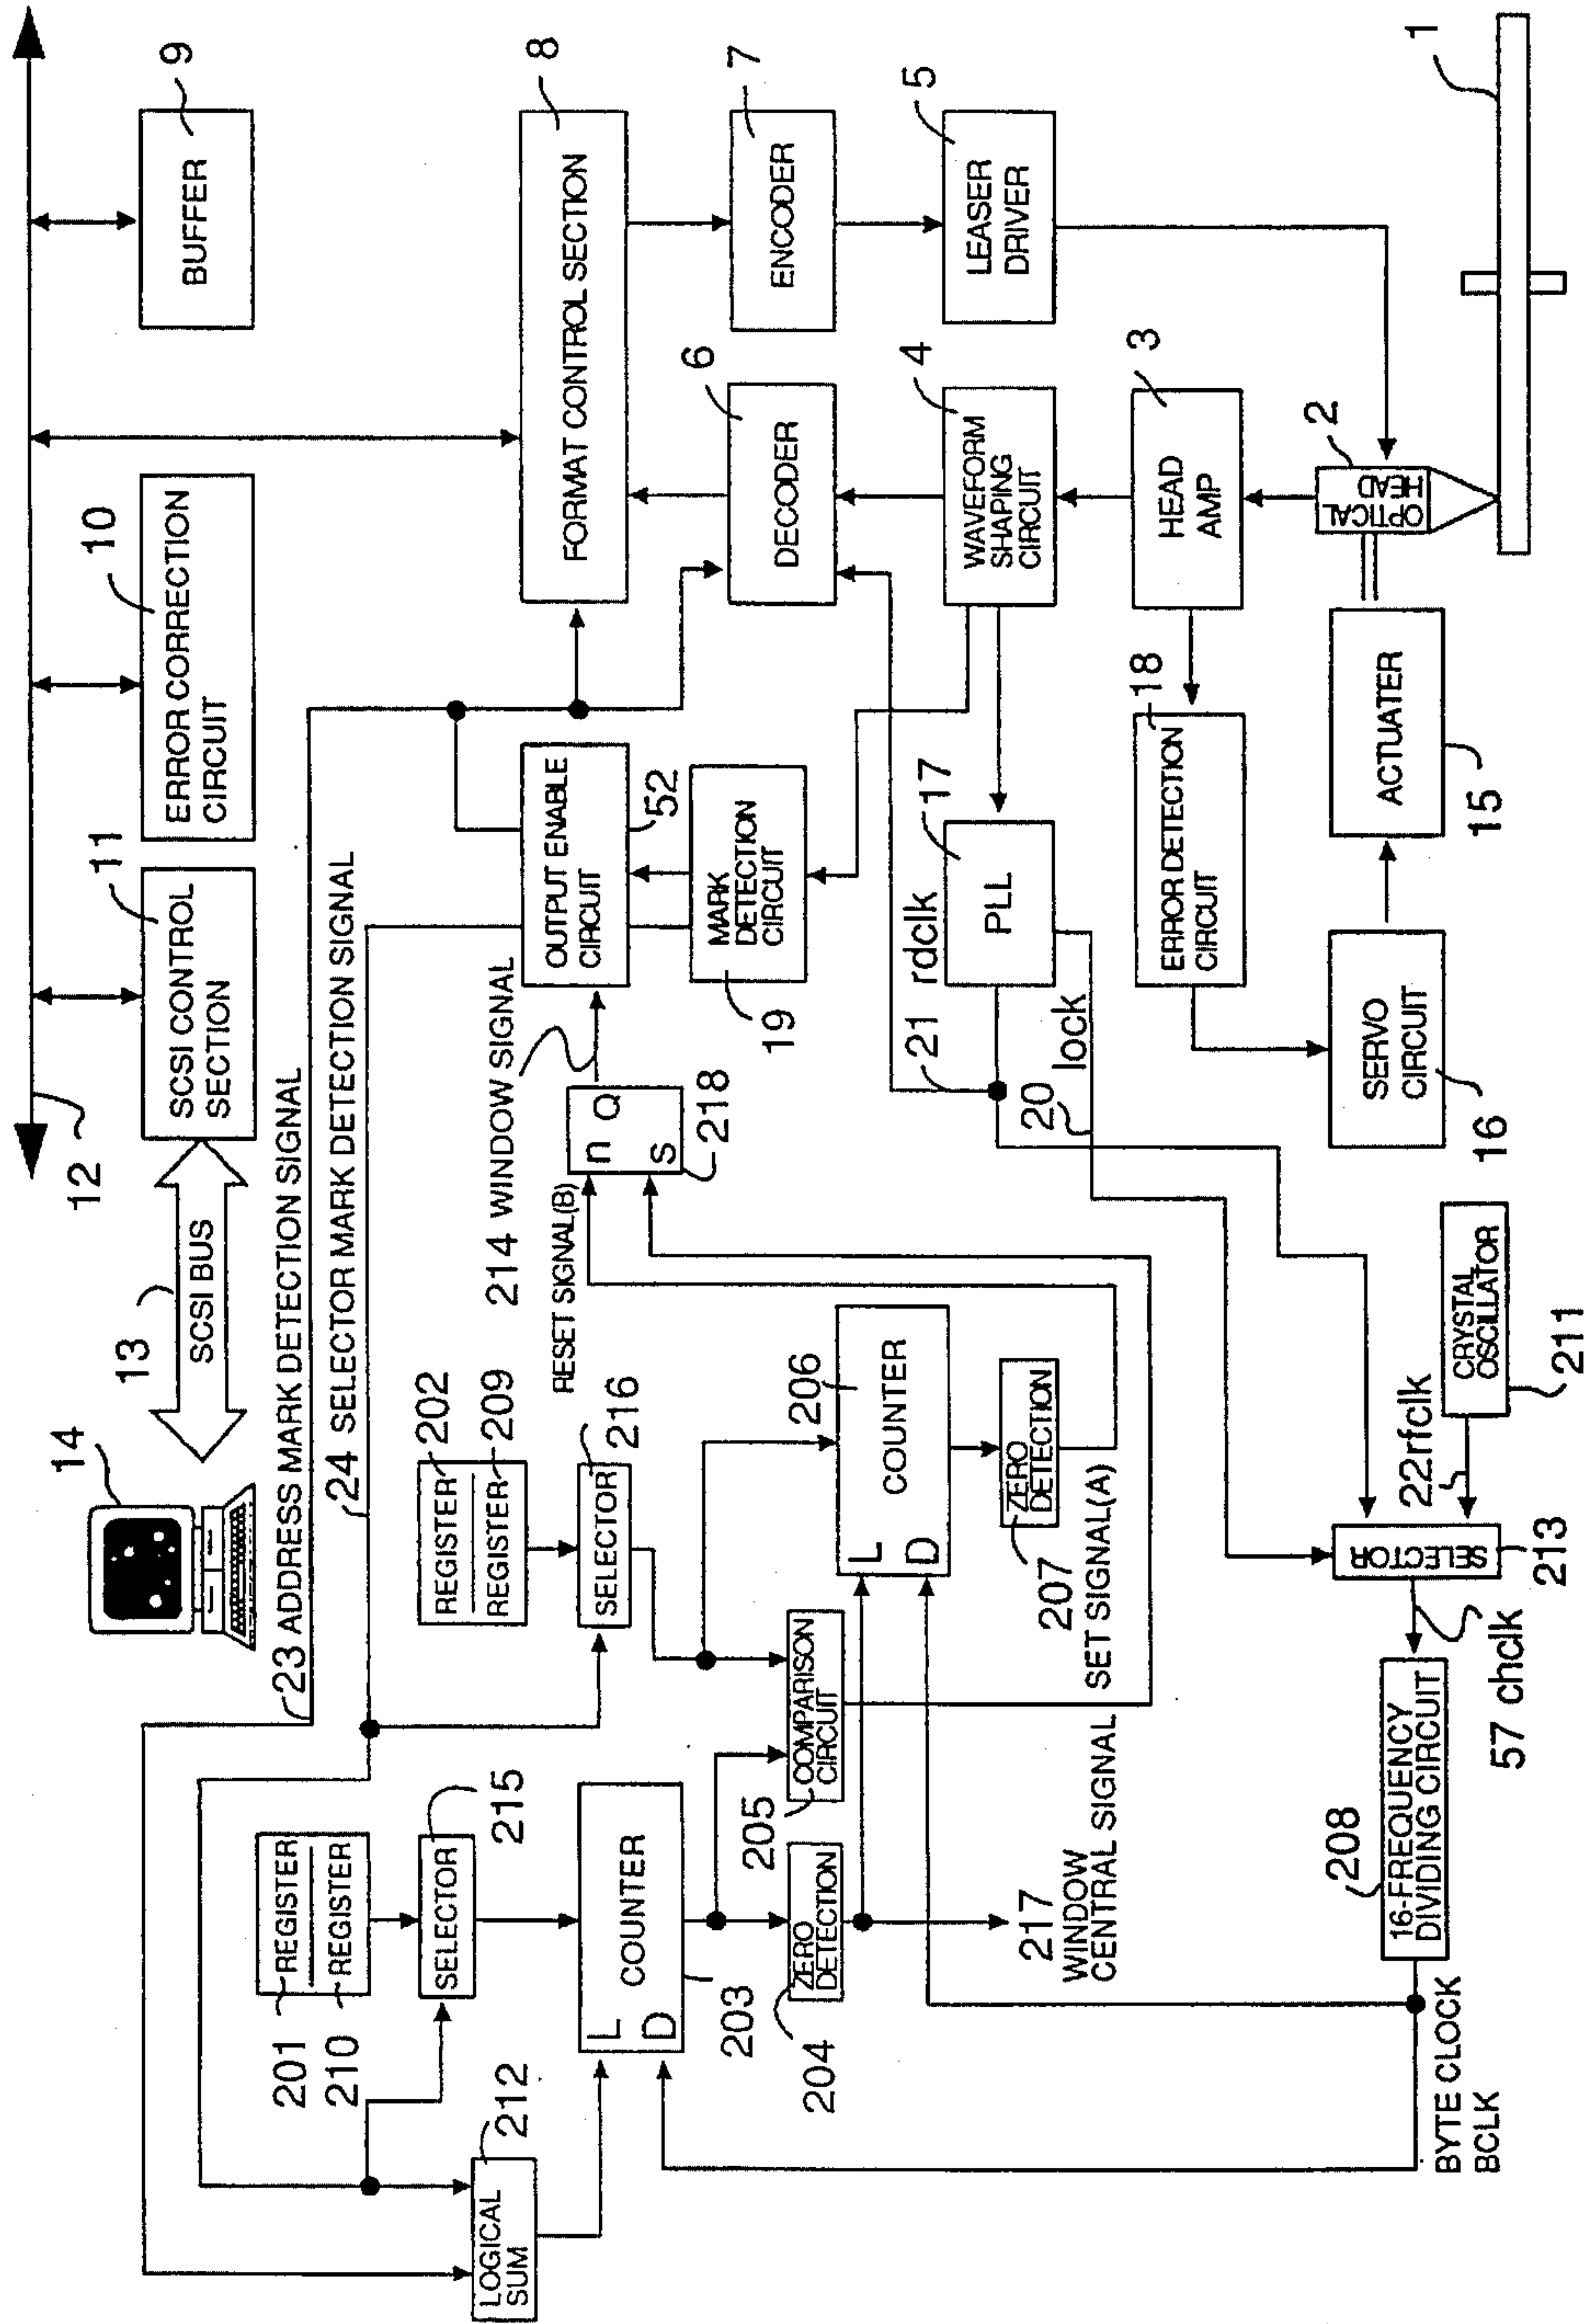 12
13
SCSI BUS
14
11
SCSI CONTROL
SECTION
10
ERROR CORRECTION
CIRCUIT
9
BUFFER
23 ADDRESS MARK DETECTION SIGNAL
24 SELECTOR MARK DETECTION SIGNAL
8
FORMAT CONTROL SECTION
7
ENCODER
5
LEASER
DRIVER
6
DECODER
4
WAVEFORM
SHAPING
CIRCUIT
3
HEAD
AMP
2
OPTICAL
HEAD
1
OUTPUT ENABLE
CIRCUIT
52
MARK
DETECTION
CIRCUIT
19
214 WINDOW SIGNAL
RESET SIGNAL(B)
n Q
s
218
17
PLL
rdclk
21
20
lock
18
ERROR DETECTION
CIRCUIT
ACTUATER
15
SERVO
CIRCUIT
16
REGISTER
202
REGISTER
209
SELECTOR
216
206
COUNTER
L
D
ZERO
DETECTION
207
SET SIGNAL(A)
REGISTER
201
REGISTER
210
SELECTOR
215
LOGICAL
SUM
212
COUNTER
L
D
203
ZERO
DETECTION
204
COMPARISON
CIRCUIT
205
217
WINDOW
CENTRAL SIGNAL
CRYSTAL
OSCILLATOR
211
22rfclk
SELECTOR
213
57 chclk
16-FREQUENCY
DIVIDING CIRCUIT
208
BYTE CLOCK
BCLK